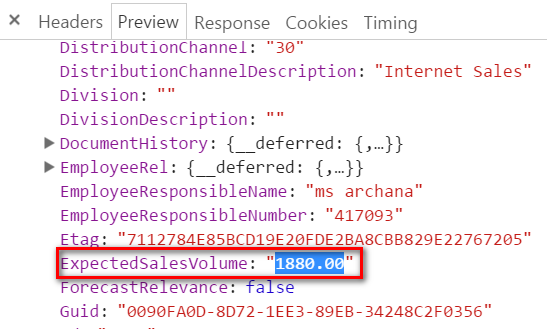 × Headers Preview Response Cookies Timing
DistributionChannel: "30"
DistributionChannelDescription: "Internet Sales"
Division: ""
DivisionDescription: ""
▶ DocumentHistory: {__deferred: {,…}}
▶ EmployeeRel: {__deferred: {,…}}
EmployeeResponsibleName: "ms archana"
EmployeeResponsibleNumber: "417093"
Etag: "7112784E85BCD19E20FDE2BA8CBB829E22767205"
ExpectedSalesVolume: "1880.00"
ForecastRelevance: false
Guid: "0090FA0D-8D72-1EE3-89EB-34248C2F0356"